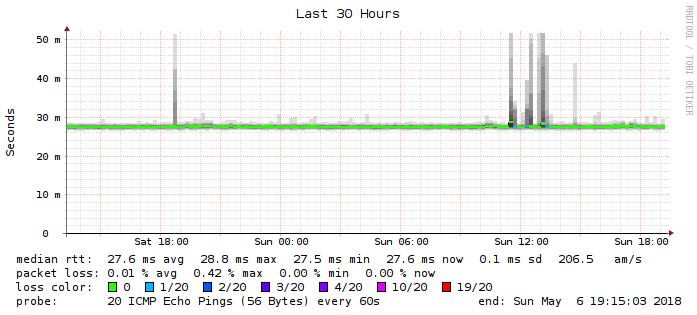 Last 30 Hours
RRDTOOL / TOBI OETIKER
Seconds
50 m
40 m
30 m
20 m
10 m
0
Sat 18:00 Sun 00:00 Sun 06:00 Sun 12:00 Sun 18:00
median rtt: 27.6 ms avg 28.8 ms max 27.5 ms min 27.6 ms now 0.1 ms sd 206.5 am/s
packet loss: 0.01 % avg 0.42 % max 0.00 % min 0.00 % now
loss color: 0 1/20 2/20 3/20 4/20 10/20 19/20
probe: 20 ICMP Echo Pings (56 Bytes) every 60s end: Sun May 6 19:15:03 2018